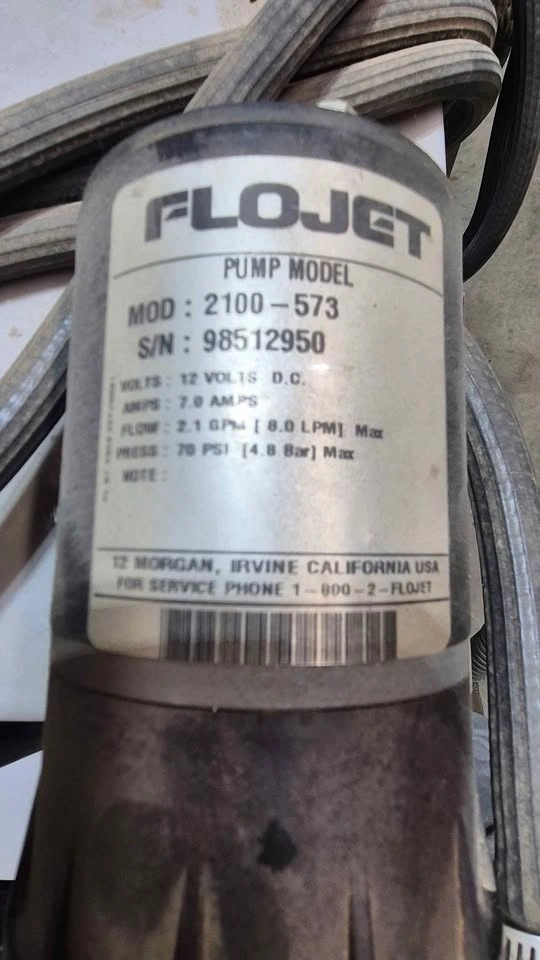 FLOJET
PUMP MODEL
MOD : 2100-573
S/N : 98512950
VOLTS : 12 VOLTS D.C.
AMPS : 7.0 AMPS
FLOW : 2.1 GPM [ 8.0 LPM] Max
PRESS : 70 PSI [4.8 Bar] Max
NOTE :
12 MORGAN, IRVINE CALIFORNIA USA
FOR SERVICE PHONE 1-800-2-FLOJET